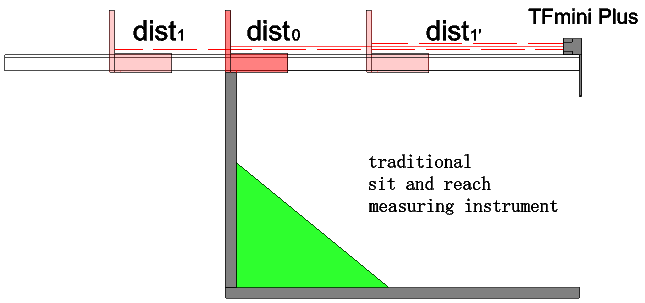 TFmini Plus
dist1 dist0 dist1'
traditional
sit and reach
measuring instrument